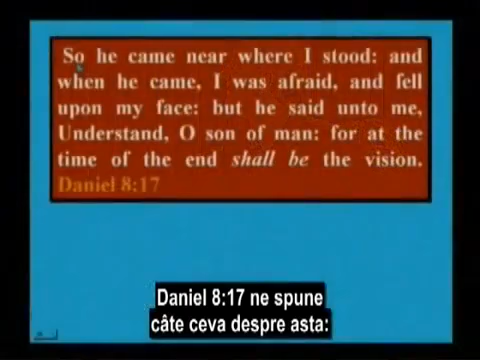 So he came near where I stood: and
when he came, I was afraid, and fell
upon my face: but he said unto me,
Understand, O son of man: for at the
time of the end shall be the vision.
Daniel 8:17
Daniel 8:17 ne spune
câte ceva despre asta: